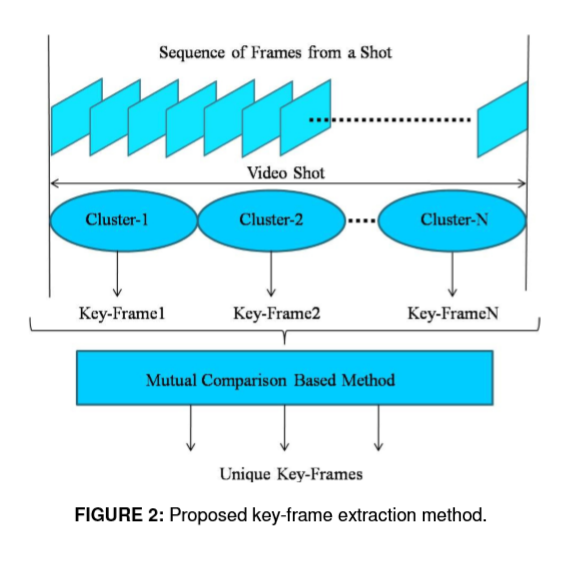 Sequence of Frames from a Shot
Video Shot
Cluster-1 Cluster-2 Cluster-N
Key-Frame1 Key-Frame2 Key-FrameN
Mutual Comparison Based Method
Unique Key-Frames
FIGURE 2: Proposed key-frame extraction method.